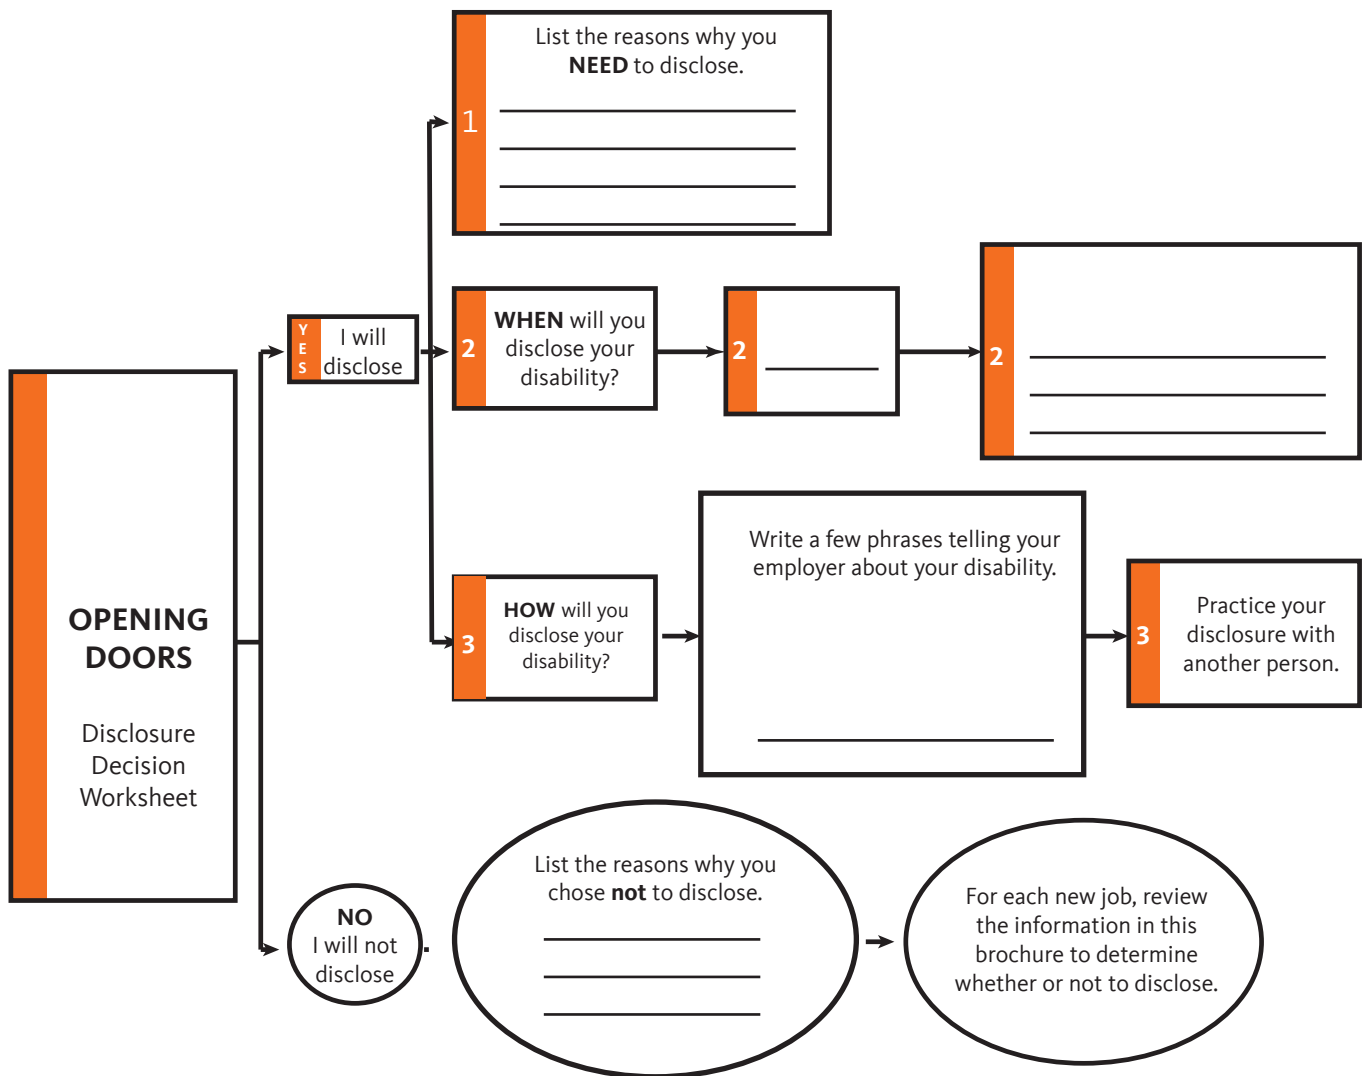 OPENING
DOORS
Disclosure
Decision
Worksheet
YES
I will
disclose
1
List the reasons why you
NEED to disclose.
2
WHEN will you
disclose your
disability?
2
2
3
HOW will you
disclose your
disability?
Write a few phrases telling your
employer about your disability.
3
Practice your
disclosure with
another person.
NO
I will not
disclose
List the reasons why you
chose not to disclose.
For each new job, review
the information in this
brochure to determine
whether or not to disclose.